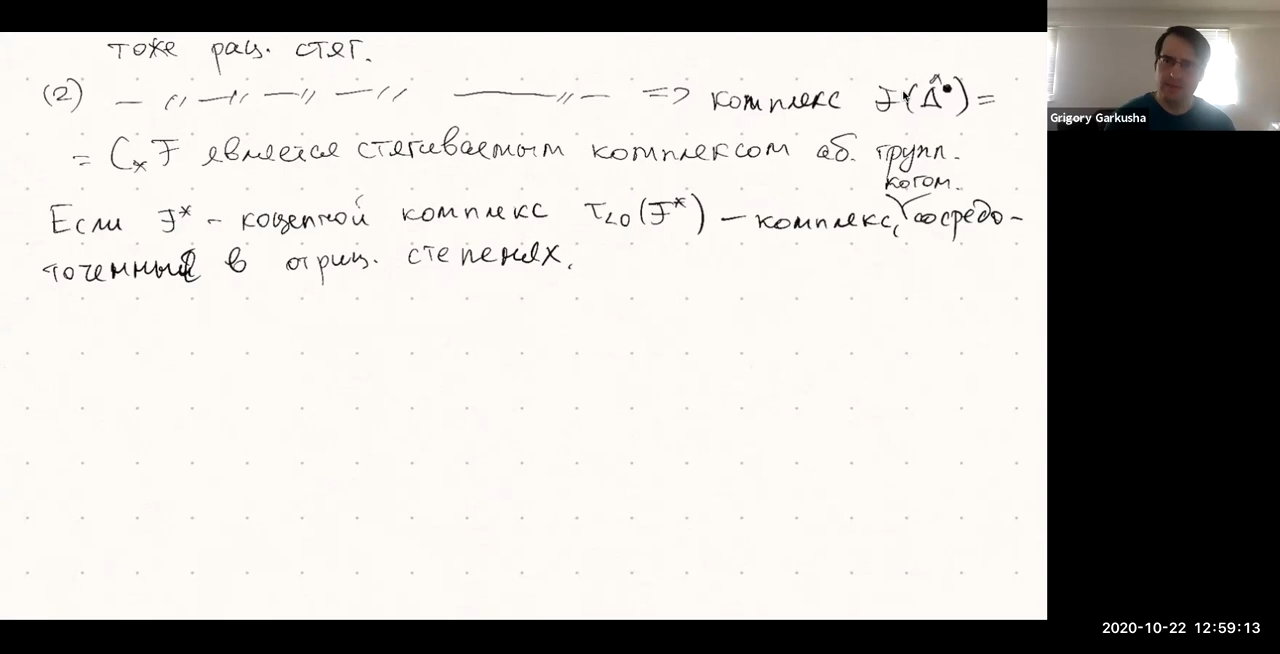 тоже рац. стяг.
(2) — 〃 — 〃 — 〃 — 〃 — 〃 — => комплекс F(Δ̂•) =
= C* F является стягиваемым комплексом аб. групп.
Если F* – коцепной комплекс τ<0(F*) – комплекс, когом. сосредо-
точенный в отриц. степенях.
Grigory Garkusha
2020-10-22 12:59:13